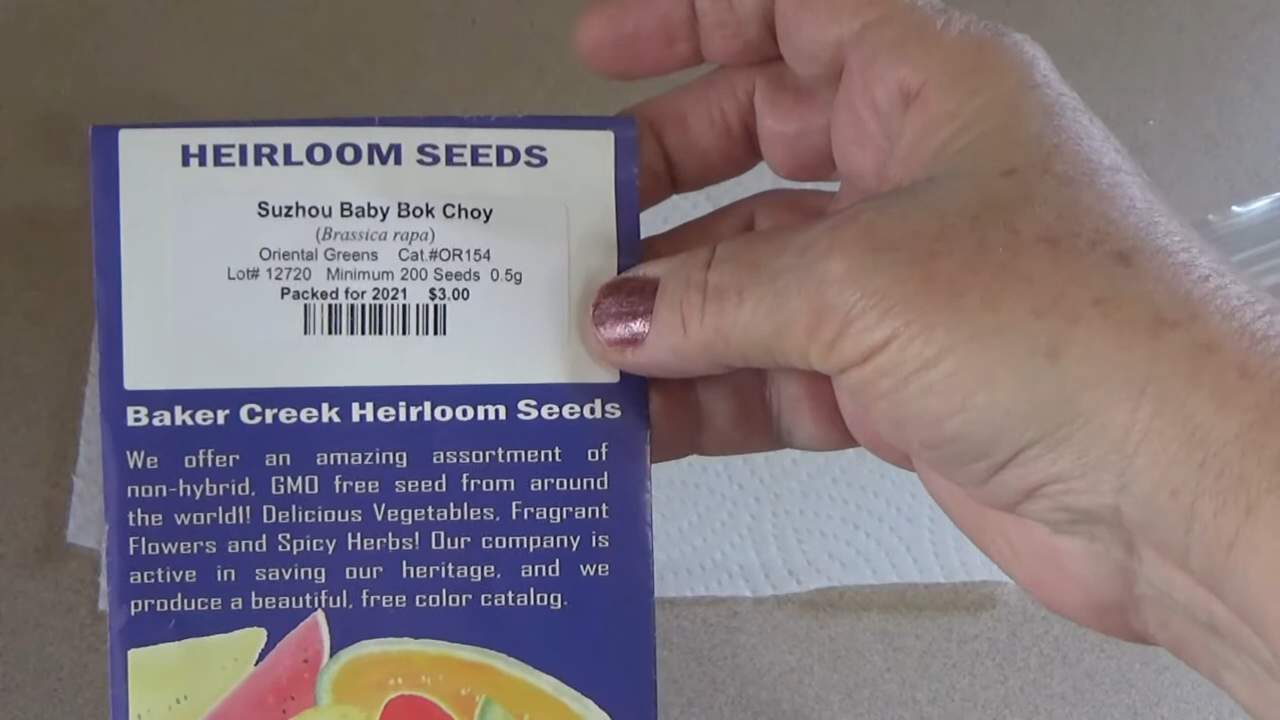 HEIRLOOM SEEDS
Suzhou Baby Bok Choy
(Brassica rapa)
Oriental Greens Cat.#OR154
Lot# 12720 Minimum 200 Seeds 0.5g
Packed for 2021 $3.00
Baker Creek Heirloom Seeds
We offer an amazing assortment of
non-hybrid, GMO free seed from around
the world!! Delicious Vegetables, Fragrant
Flowers and Spicy Herbs! Our company is
active in saving our heritage, and we
produce a beautiful, free color catalog.